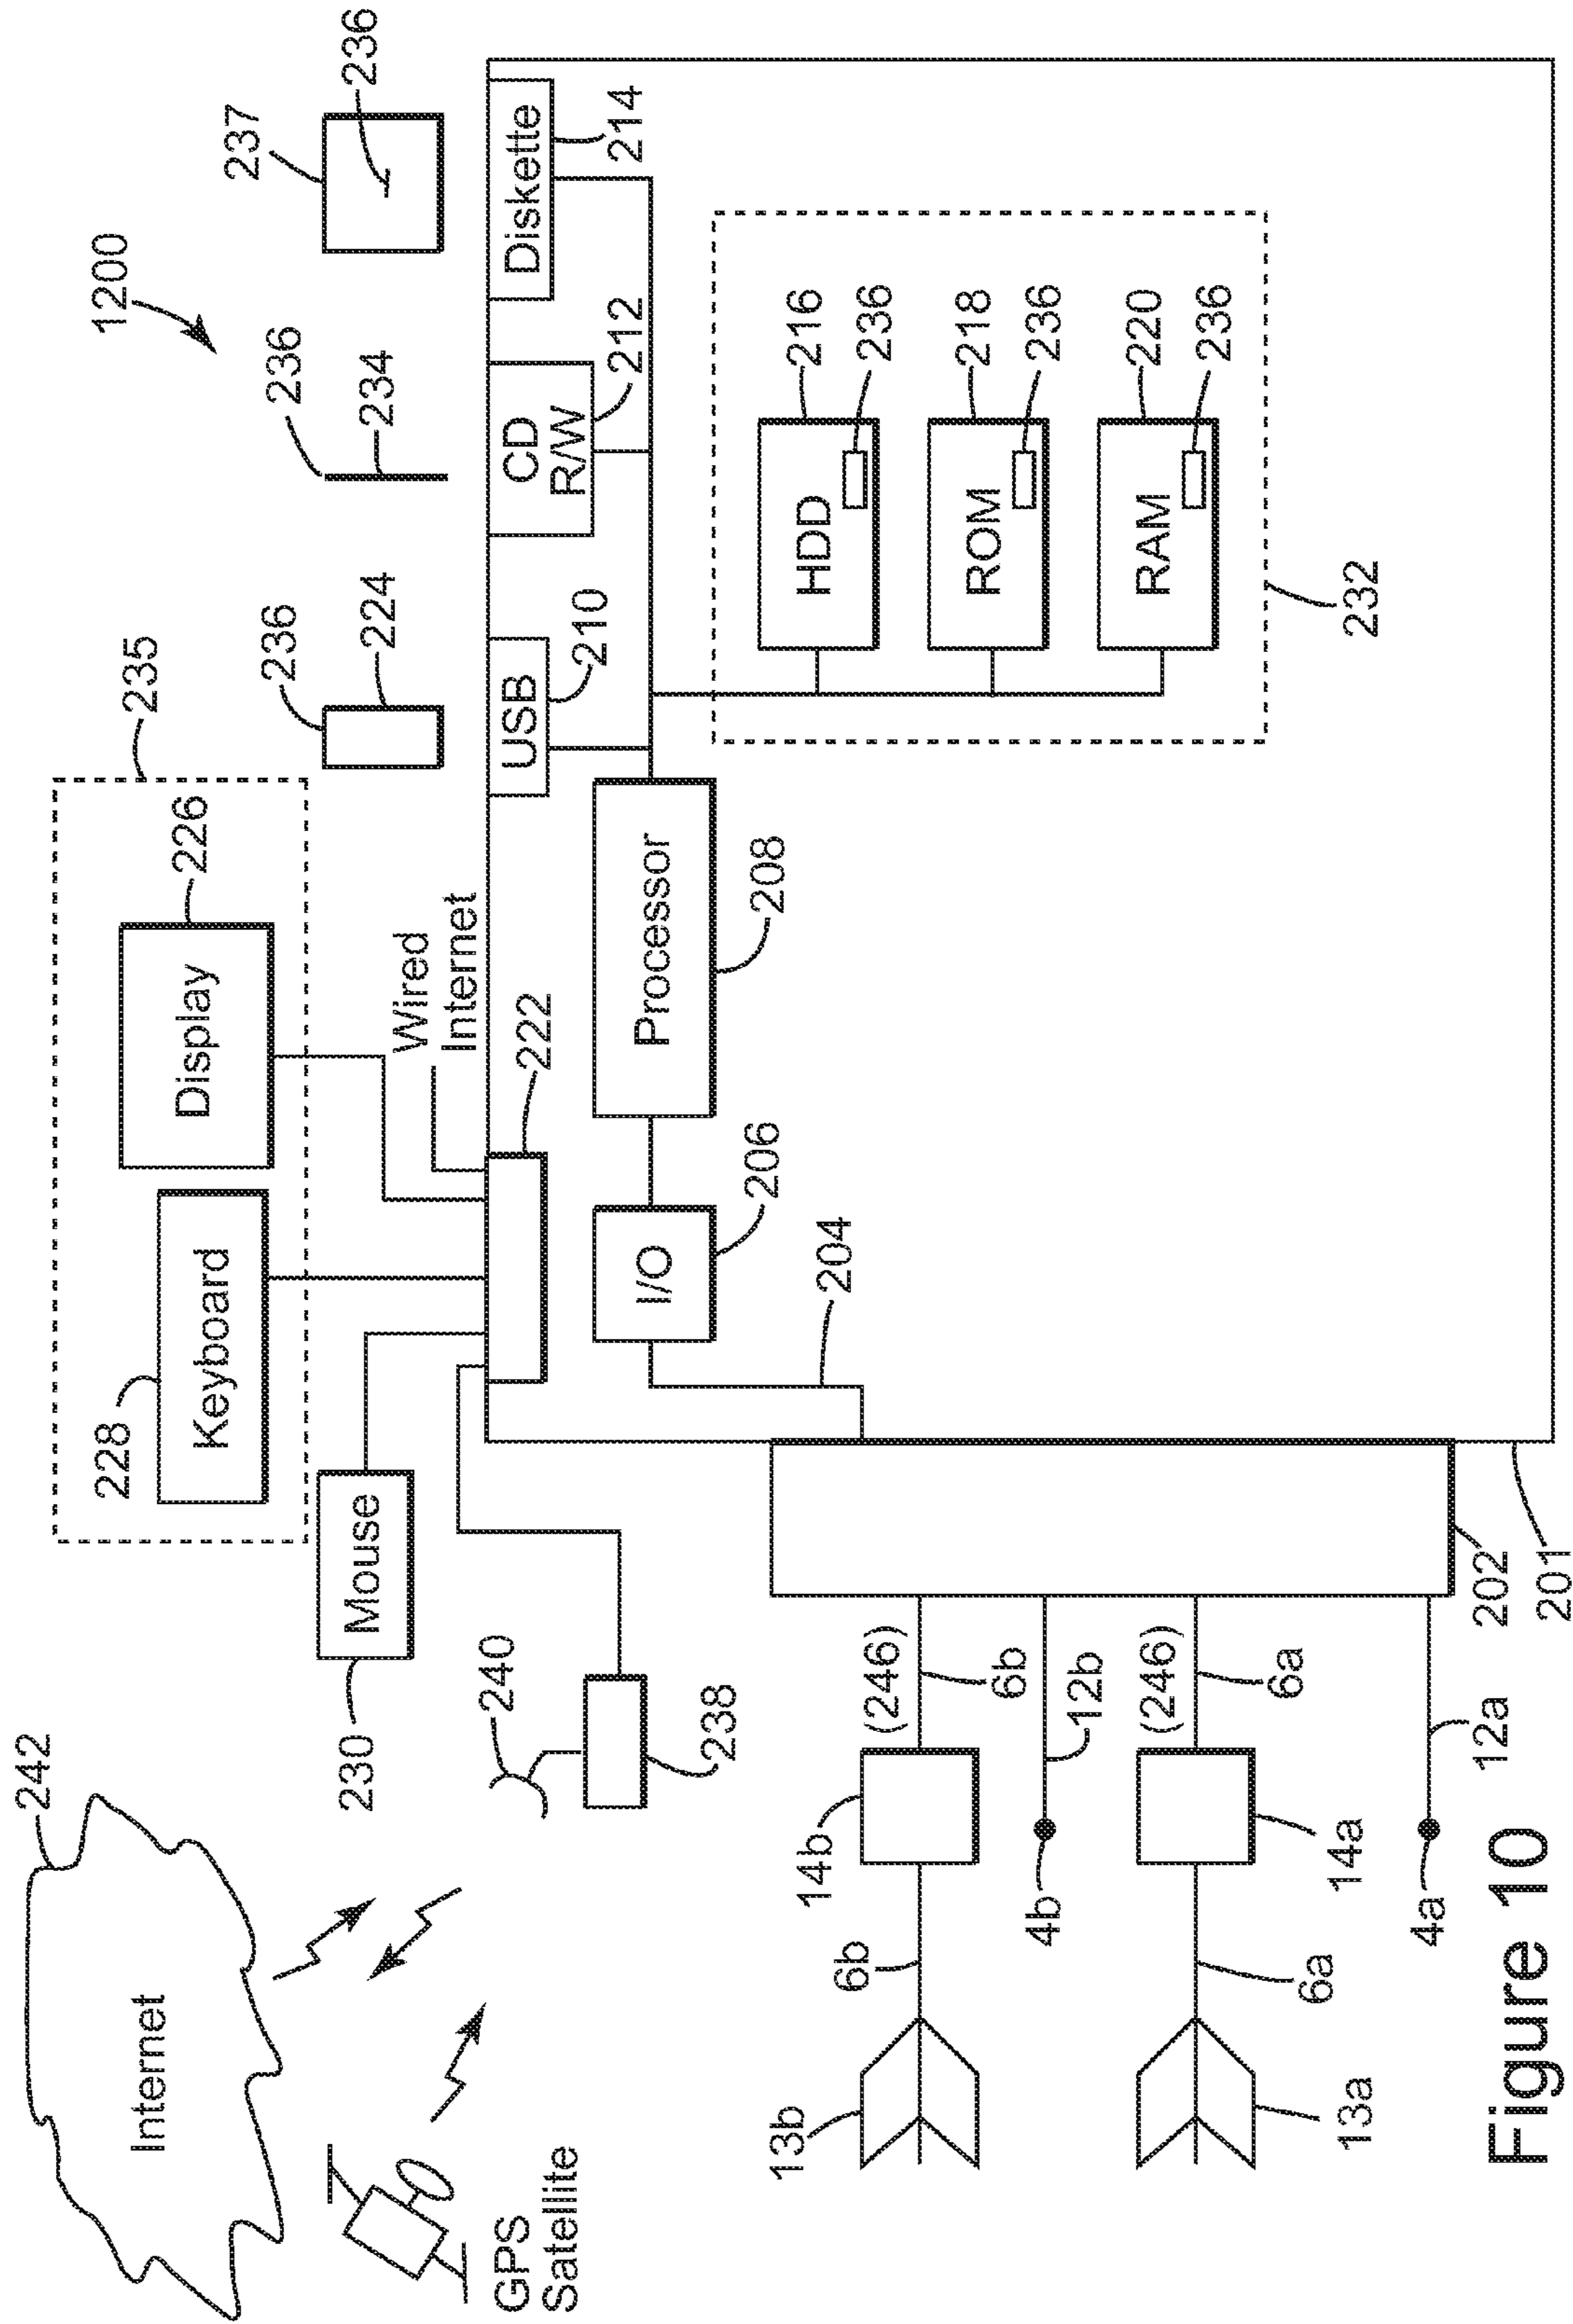 1200
237
236
236
234
236
224
235
Display
226
228
Keyboard
Mouse
230
242
Internet
GPS
Satellite
240
238
Wired
Internet
222
USB
210
CD
R/W
212
Diskette
214
Processor
208
I/O
206
204
HDD
216
236
ROM
218
236
RAM
220
236
232
202
201
13b
6b
14b
(246)
6b
4b
12b
13a
6a
14a
(246)
6a
4a
12a
Figure 10